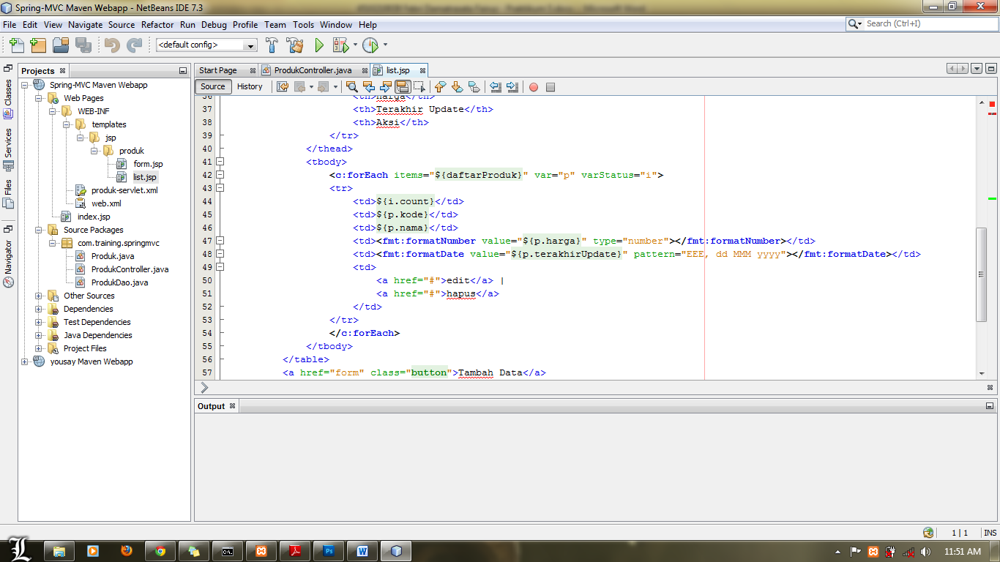 Spring-MVC Maven Webapp - NetBeans IDE 7.3
File Edit View Navigate Source Refactor Run Debug Profile Team Tools Window Help
Search (Ctrl+I)
<default config>
Projects
Start Page
ProdukController.java
list.jsp
Source
History
Classes
Services
Files
Navigator
Spring-MVC Maven Webapp
Web Pages
WEB-INF
templates
jsp
produk
form.jsp
list.jsp
produk-servlet.xml
web.xml
index.jsp
Source Packages
com.training.springmvc
Produk.java
ProdukController.java
ProdukDao.java
Other Sources
Dependencies
Test Dependencies
Java Dependencies
Project Files
yousay Maven Webapp
36 <th>Harga</th>
37 <th>Terakhir Update</th>
38 <th>Aksi</th>
39 </tr>
40 </thead>
41 <tbody>
42 <c:forEach items="${daftarProduk}" var="p" varStatus="i">
43 <tr>
44 <td>${i.count}</td>
45 <td>${p.kode}</td>
46 <td>${p.nama}</td>
47 <td><fmt:formatNumber value="${p.harga}" type="number"></fmt:formatNumber></td>
48 <td><fmt:formatDate value="${p.terakhirUpdate}" pattern="EEE, dd MMM yyyy"></fmt:formatDate></td>
49 <td>
50 <a href="#">edit</a> |
51 <a href="#">hapus</a>
52 </td>
53 </tr>
54 </c:forEach>
55 </tbody>
56 </table>
57 <a href="form" class="button">Tambah Data</a>
Output
1 | 1 INS
11:51 AM